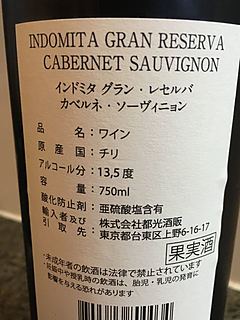 INDOMITA GRAN RESERVA
CABERNET SAUVIGNON
インドミタ グラン・レセルバ
カベルネ・ソーヴィニョン
品名：ワイン
原産国：チリ
アルコール分：13.5度
容量：750ml
酸化防止剤：亜硫酸塩含有
輸入者及び引取先：株式会社都光酒販
東京都台東区上野6-16-17
果実酒
・未成年者の飲酒は法律で禁止されています
・妊娠中や授乳時の飲酒は、胎児・乳児の発育に
影響を与える恐れがあります